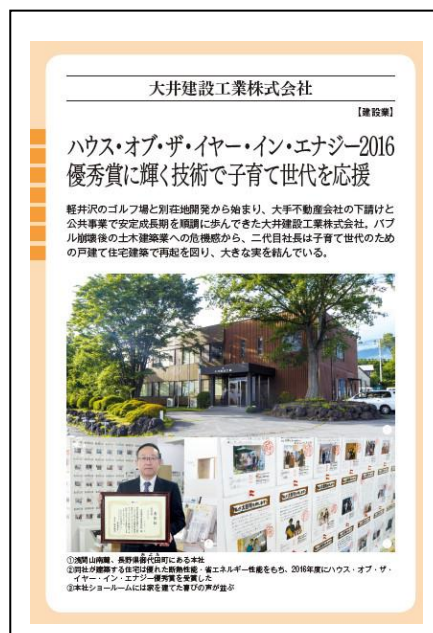 大井建設工業株式会社
【建設業】
ハウス・オブ・ザ・イヤー・イン・エナジー2016
優秀賞に輝く技術で子育て世代を応援
軽井沢のゴルフ場と別荘地開発から始まり、大手不動産会社の下請けと
公共事業で安定成長期を順調に歩んできた大井建設工業株式会社。バブ
ル崩壊後の土木建築業への危機感から、二代目社長は子育て世代のため
の戸建て住宅建築で再起を図り、大きな実を結んでいる。
①浅間山南麓、長野県御代田町にある本社
②同社が建築する住宅は優れた断熱性能・省エネルギー性能をもち、2016年度にハウス・オブ・ザ・
イヤー・イン・エナジー優秀賞を受賞した
③本社ショールームには家を建てた喜びの声が並ぶ